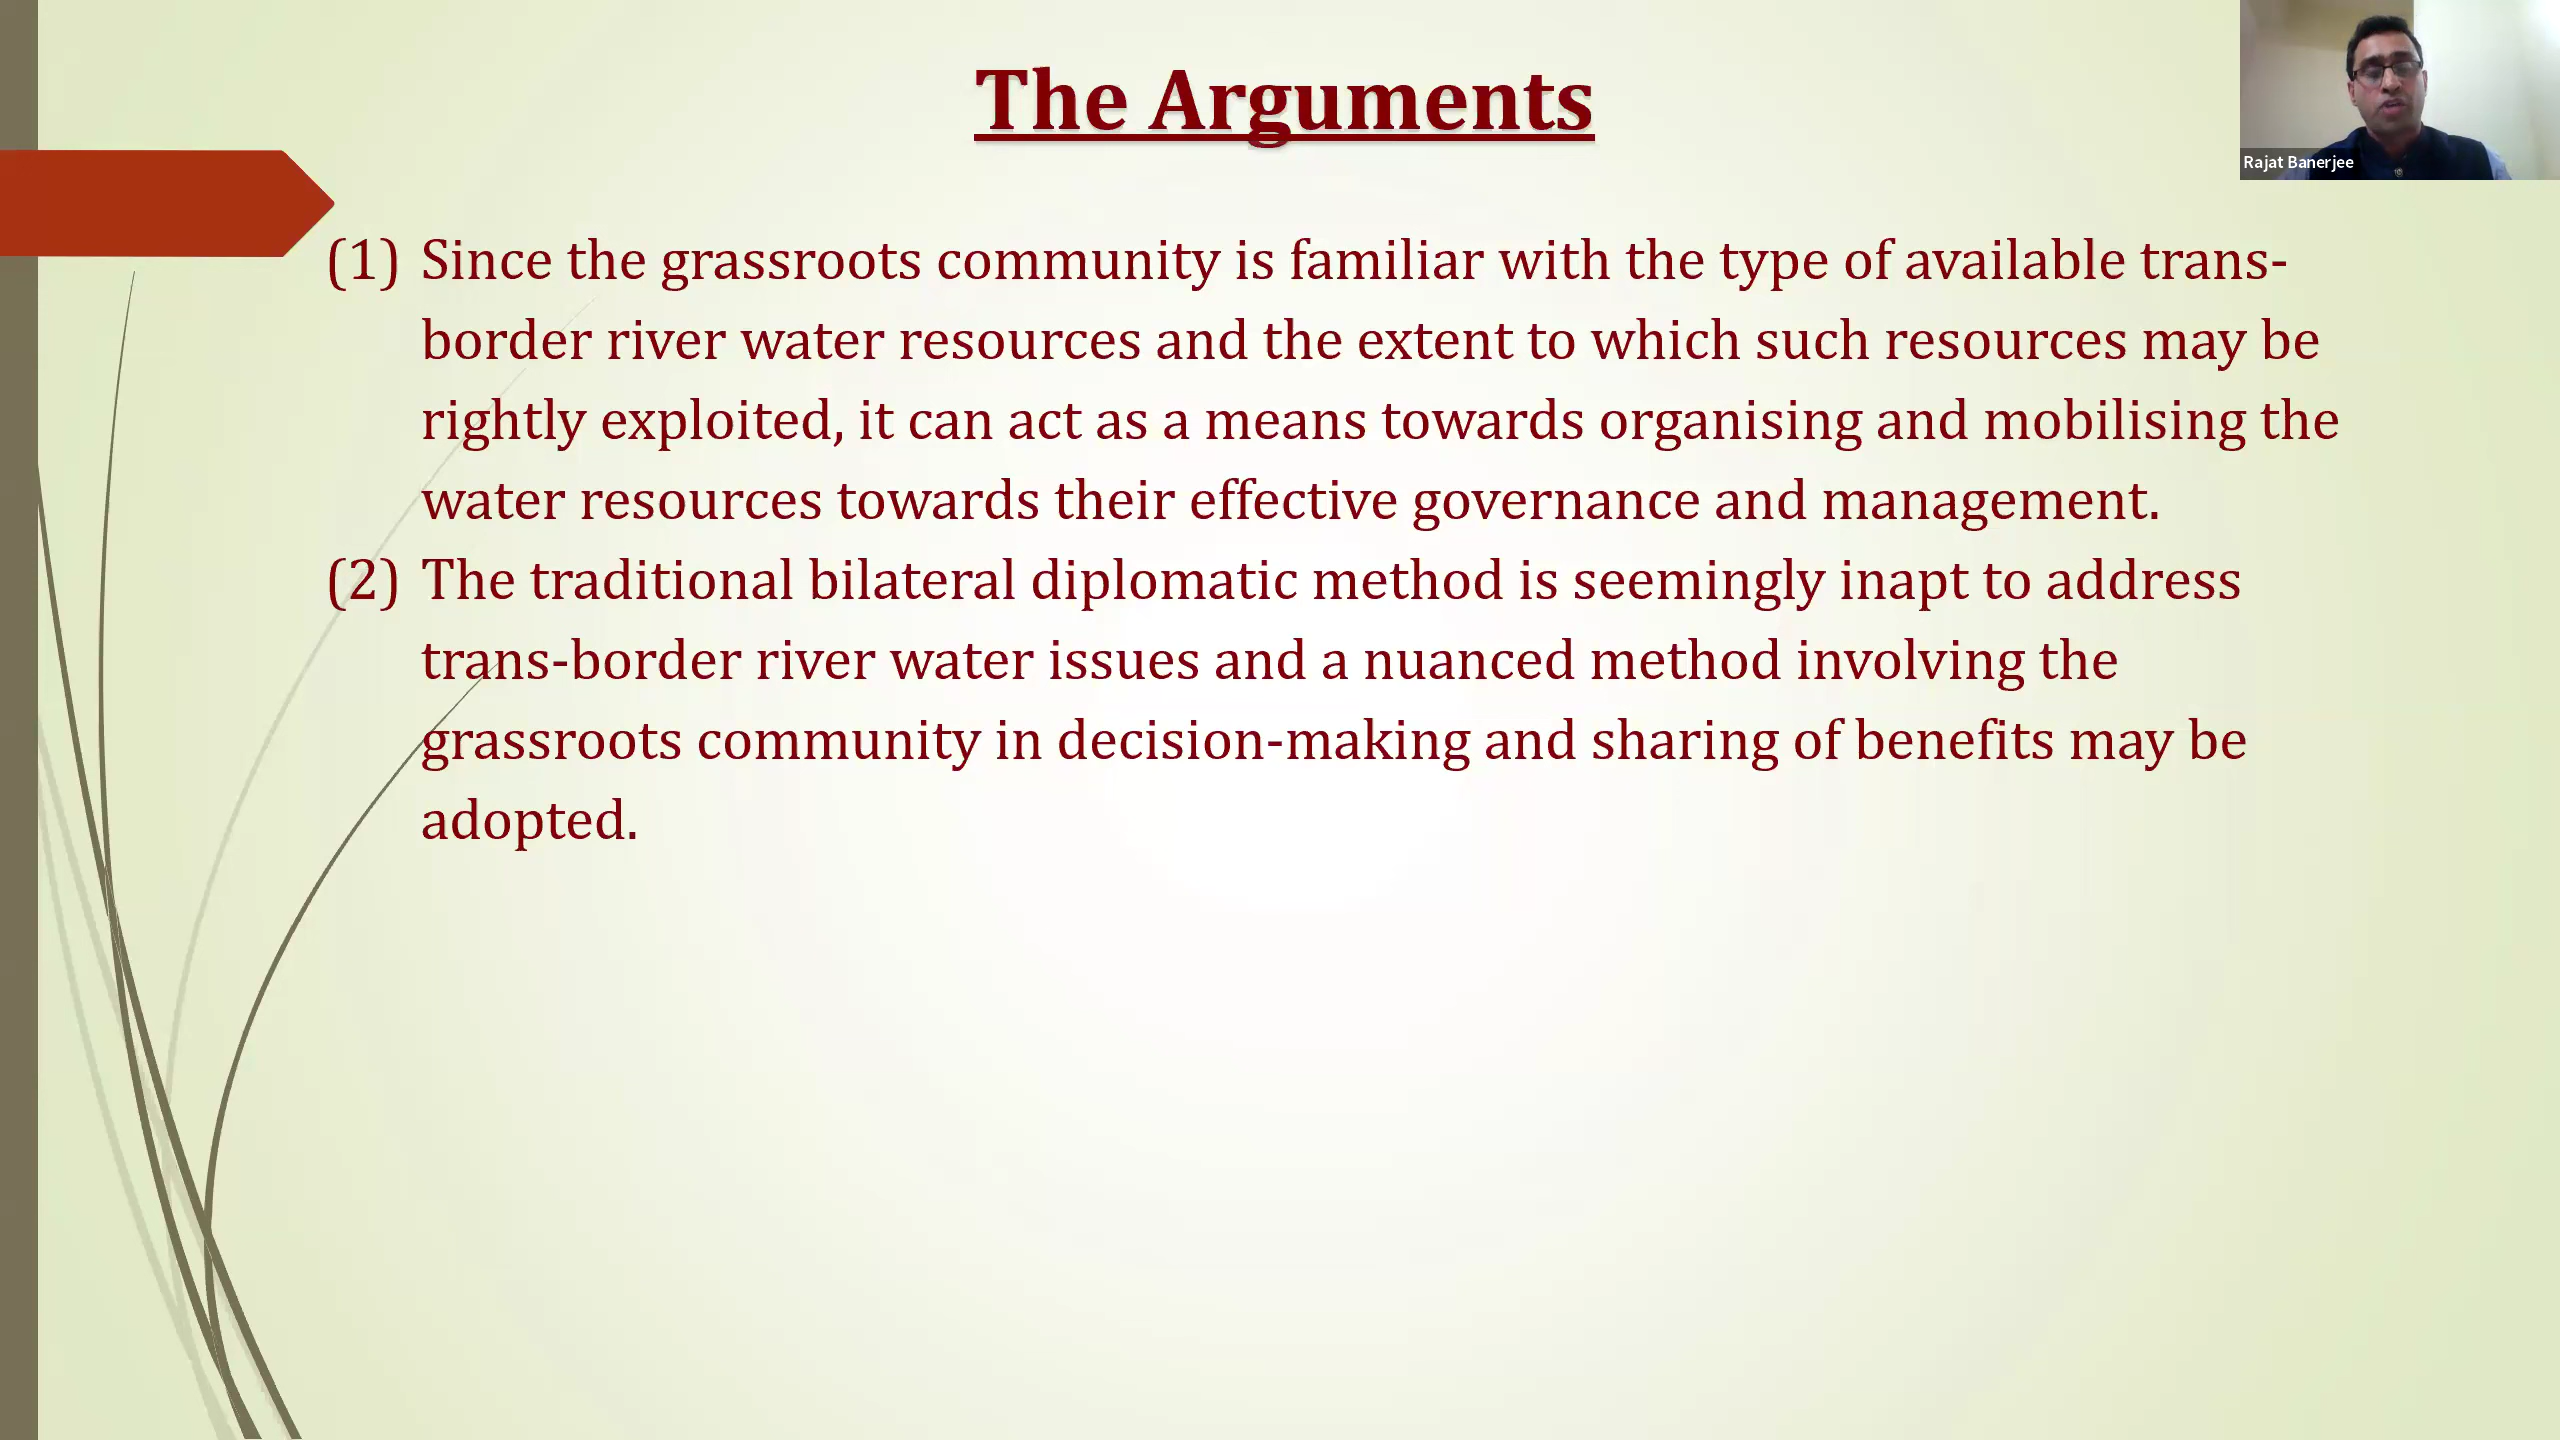 The Arguments
Rajat Banerjee
(1) Since the grassroots community is familiar with the type of available trans-
border river water resources and the extent to which such resources may be
rightly exploited, it can act as a means towards organising and mobilising the
water resources towards their effective governance and management.
(2) The traditional bilateral diplomatic method is seemingly inapt to address
trans-border river water issues and a nuanced method involving the
grassroots community in decision-making and sharing of benefits may be
adopted.